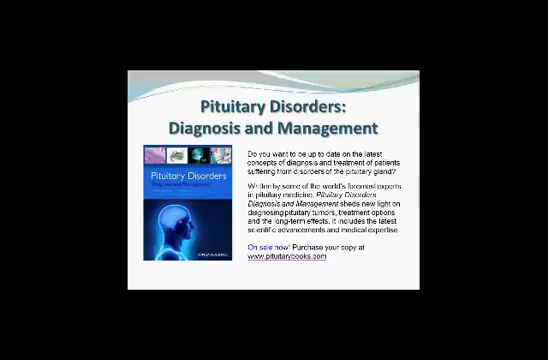 Pituitary Disorders:
Diagnosis and Management
Pituitary Disorders
Diagnosis and Management
Do you want to be up to date on the latest
concepts of diagnosis and treatment of patients
suffering from disorders of the pituitary gland?
Written by some of the world's foremost experts
in pituitary medicine, Pituitary Disorders
Diagnosis and Management sheds new light on
diagnosing pituitary tumors, treatment options
and the long-term effects. It includes the latest
scientific advancements and medical expertise.
On sale now! Purchase your copy at
www.pituitarybooks.com